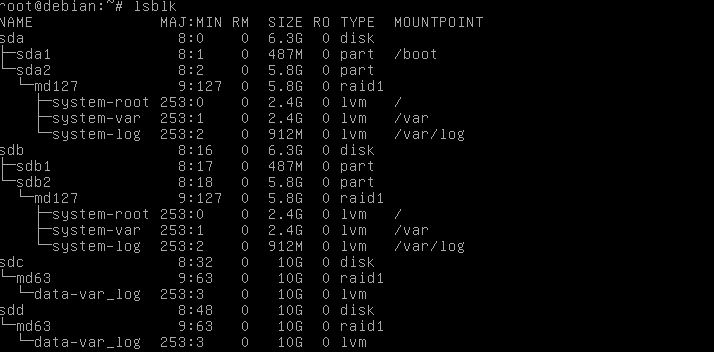 root@debian:~# lsblk
NAME MAJ:MIN RM SIZE RO TYPE MOUNTPOINT
sda 8:0 0 6.3G 0 disk
├─sda1 8:1 0 487M 0 part /boot
└─sda2 8:2 0 5.8G 0 part
  └─md127 9:127 0 5.8G 0 raid1
    ├─system-root 253:0 0 2.4G 0 lvm /
    ├─system-var 253:1 0 2.4G 0 lvm /var
    └─system-log 253:2 0 912M 0 lvm /var/log
sdb 8:16 0 6.3G 0 disk
├─sdb1 8:17 0 487M 0 part
└─sdb2 8:18 0 5.8G 0 part
  └─md127 9:127 0 5.8G 0 raid1
    ├─system-root 253:0 0 2.4G 0 lvm /
    ├─system-var 253:1 0 2.4G 0 lvm /var
    └─system-log 253:2 0 912M 0 lvm /var/log
sdc 8:32 0 10G 0 disk
└─md63 9:63 0 10G 0 raid1
  └─data-var_log 253:3 0 10G 0 lvm
sdd 8:48 0 10G 0 disk
└─md63 9:63 0 10G 0 raid1
  └─data-var_log 253:3 0 10G 0 lvm